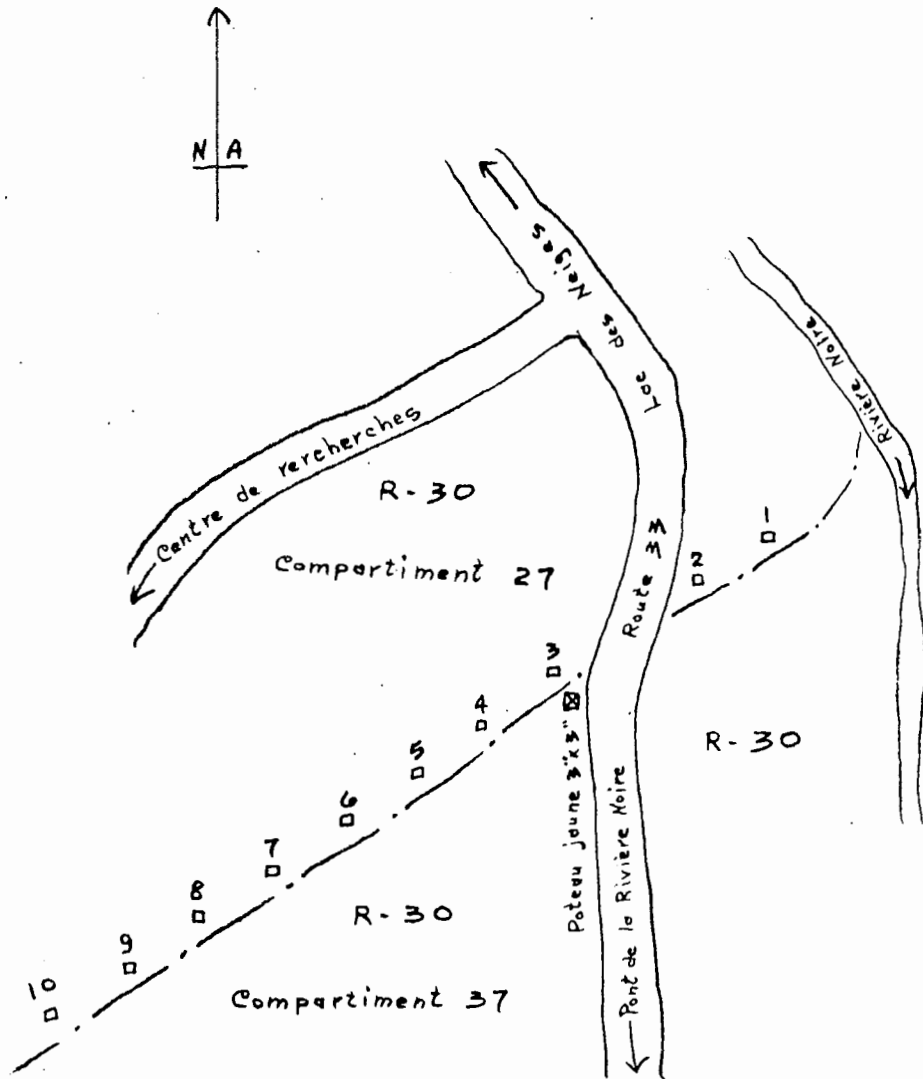 N A
Lac des Neiges
Rivière Noire
Centre de rercherches
R-30
1
Compartiment 27
2
Route 33
3
4
Poteau jaune 3"x3"
R-30
5
6
7
Pont de la Rivière Noire
8
R-30
9
10
Compartiment 37